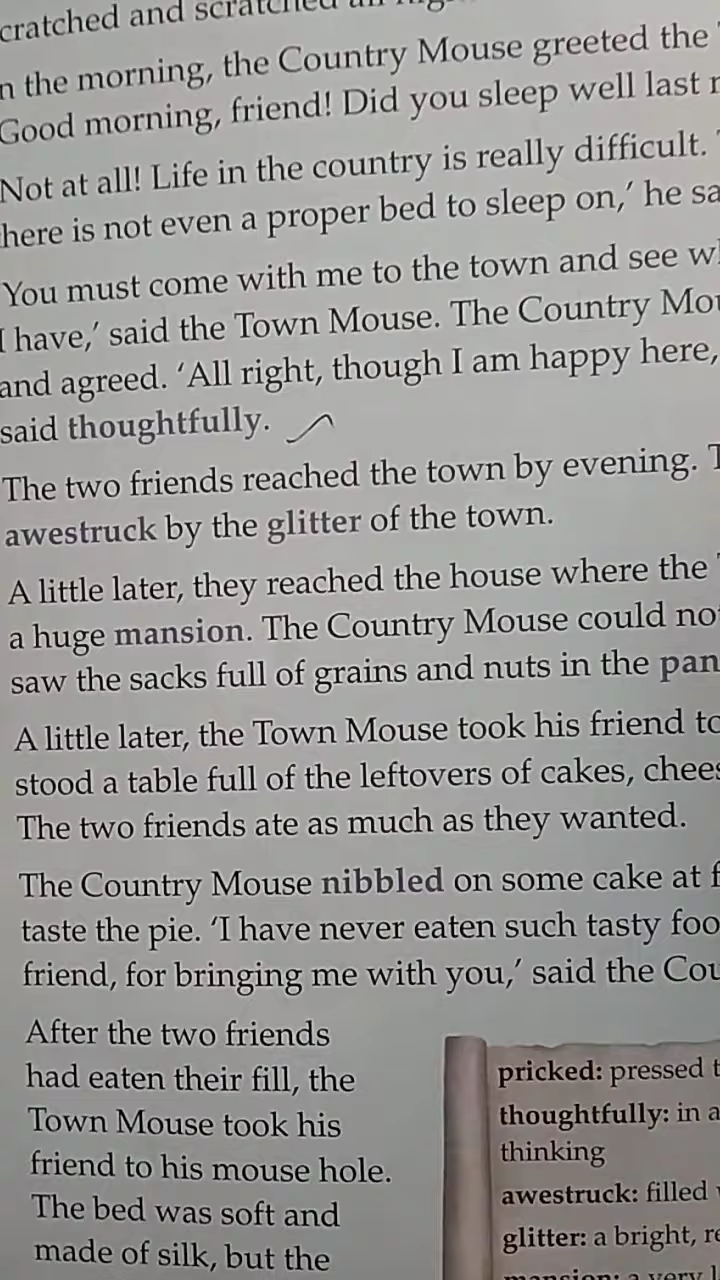 cratched and scratched
n the morning, the Country Mouse greeted the
Good morning, friend! Did you sleep well last
Not at all! Life in the country is really difficult.
here is not even a proper bed to sleep on,’ he
You must come with me to the town and see
I have,’ said the Town Mouse. The Country
and agreed. ‘All right, though I am happy here,
said thoughtfully.
The two friends reached the town by evening.
awestruck by the glitter of the town.
A little later, they reached the house where the
a huge mansion. The Country Mouse could
saw the sacks full of grains and nuts in the pan
A little later, the Town Mouse took his friend
stood a table full of the leftovers of cakes,
The two friends ate as much as they wanted.
The Country Mouse nibbled on some cake at
taste the pie. ‘I have never eaten such tasty
friend, for bringing me with you,’ said the
After the two friends
had eaten their fill, the
Town Mouse took his
friend to his mouse hole.
The bed was soft and
made of silk, but the
pricked: pressed
thoughtfully: in a
thinking
awestruck: filled
glitter: a bright,
mansion: a very